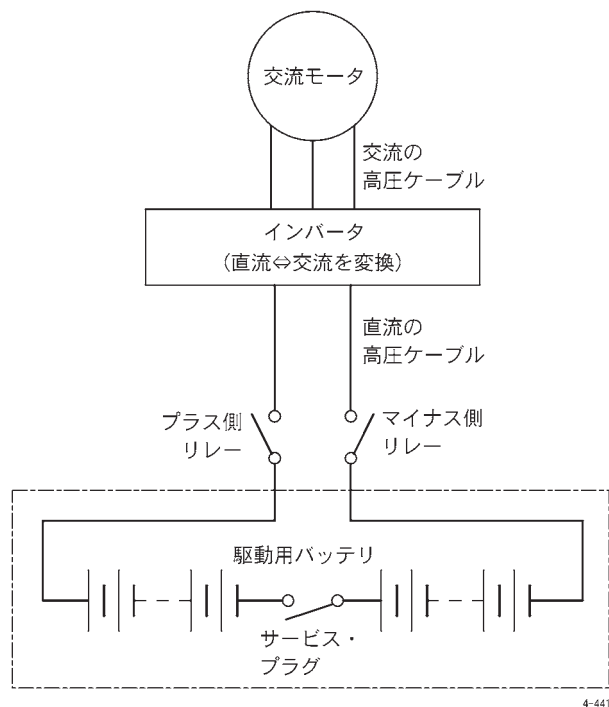 交流モータ
交流の
高圧ケーブル
インバータ
(直流⇔交流を変換)
直流の
高圧ケーブル
プラス側
リレー
マイナス側
リレー
駆動用バッテリ
サービス・
プラグ
4-441